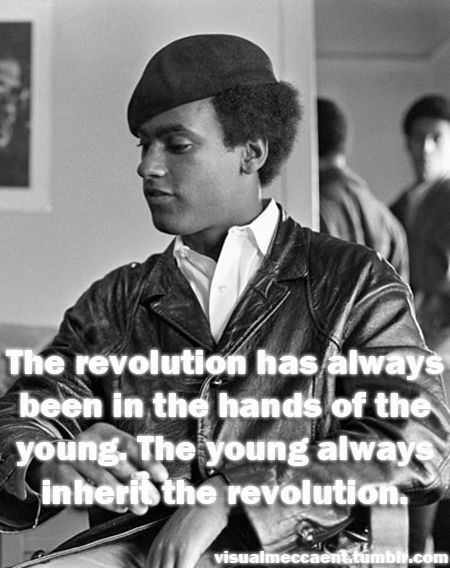 The revolution has always
been in the hands of the
young. The young always
inherit the revolution.
visualmeccaent.tumblr.com